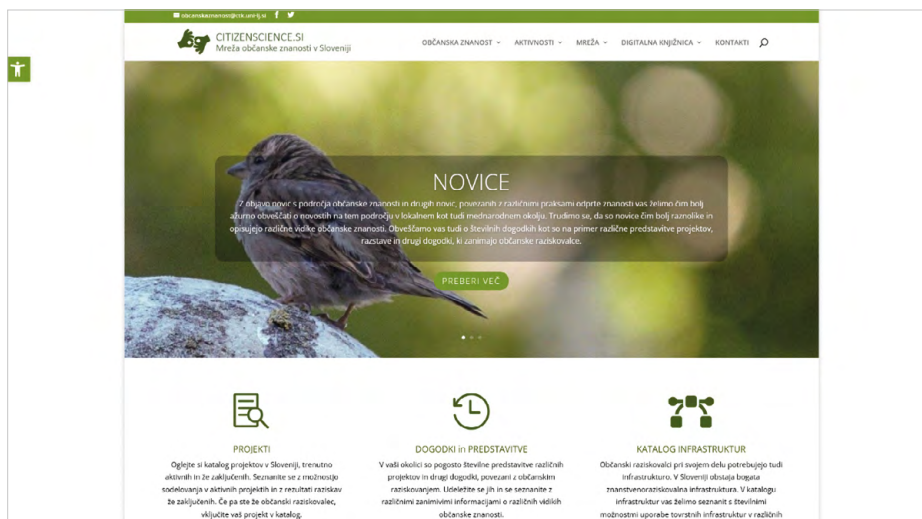 obcanskaznanost@ctk.uni-lj.si
CITIZENSCIENCE.SI
Mreža občanske znanosti v Sloveniji
OBČANSKA ZNANOST
AKTIVNOSTI
MREŽA
DIGITALNA KNJIŽNICA
KONTAKTI
NOVICE
Z objavo novic s področja občanske znanosti in drugih novic, povezanih z različnimi praksami odprte znanosti vas želimo čim bolj
ažurno obveščati o novostih na tem področju v lokalnem kot tudi mednarodnem okolju. Trudimo se, da so novice čim bolj raznolike in
opisujejo različne vidike občanske znanosti. Obveščamo vas tudi o številnih dogodkih kot so na primer različne predstavitve projektov,
razstave in drugi dogodki, ki zanimajo občanske raziskovalce.
PREBERI VEČ
PROJEKTI
Oglejte si katalog projektov v Sloveniji, trenutno
aktivnih in že zaključenih. Seznanite se z možnostjo
sodelovanja v aktivnih projektih in z rezultati raziskav
že zaključenih. Če pa ste že občanski raziskovalec,
vključite vaš projekt v katalog.
DOGODKI in PREDSTAVITVE
V vaši okolici so pogosto številne predstavitve različnih
projektov in drugi dogodki, povezani z občanskim
raziskovanjem. Udeležite se jih in se seznanite z
različnimi zanimivimi informacijami o različnih vidikih
občanske znanosti.
KATALOG INFRASTRUKTUR
Občanski raziskovalci pri svojem delu potrebujejo tudi
infrastrukturo. V Sloveniji obstaja bogata
znanstvenoraziskovalna infrastruktura. V katalogu
infrastruktur vas želimo seznanit s številnimi
možnostmi uporabe tovrstnih infrastruktur v različnih